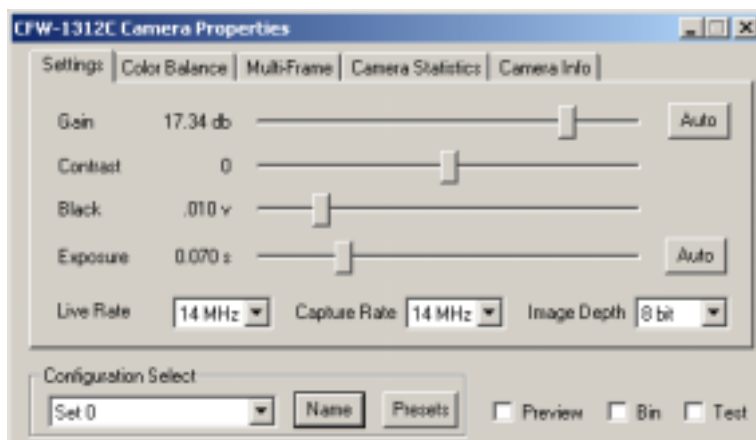 CFW-1312C Camera Properties
Settings Color Balance Multi-Frame Camera Statistics Camera Info
Gain 17.34 db Auto
Contrast 0
Black .010 v
Exposure 0.070 s Auto
Live Rate 14 MHz Capture Rate 14 MHz Image Depth 8 bit
Configuration Select
Set 0 Name Presets Preview Bin Test